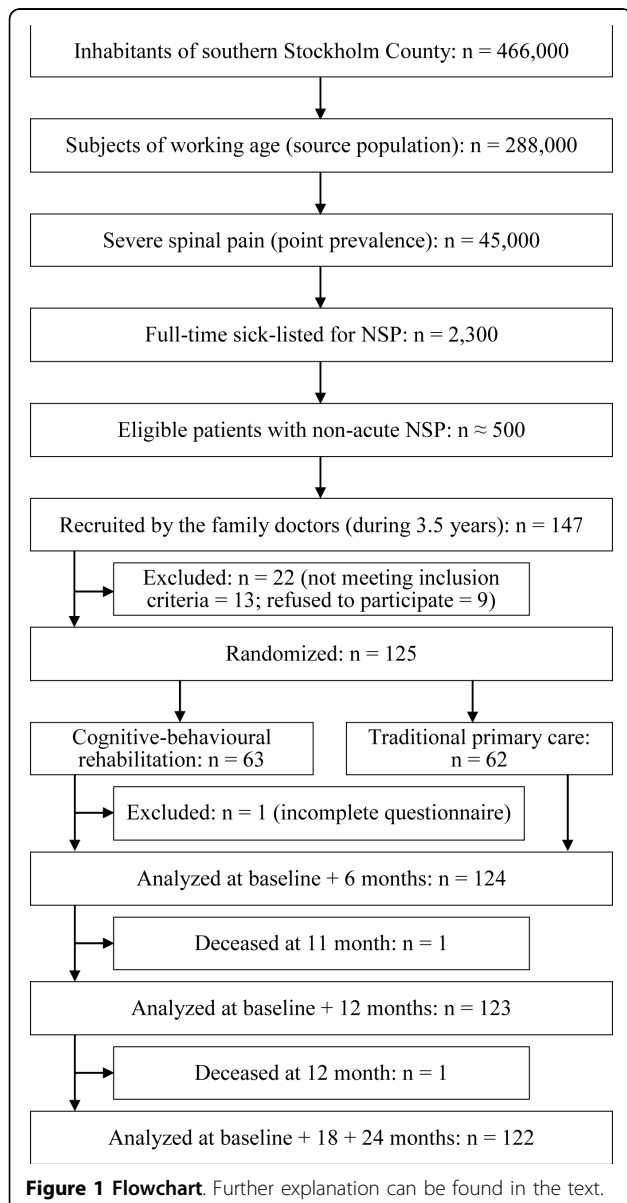 Inhabitants of southern Stockholm County: n = 466,000
Subjects of working age (source population): n = 288,000
Severe spinal pain (point prevalence): n = 45,000
Full-time sick-listed for NSP: n = 2,300
Eligible patients with non-acute NSP: n ≈ 500
Recruited by the family doctors (during 3.5 years): n = 147
Excluded: n = 22 (not meeting inclusion
criteria = 13; refused to participate = 9)
Randomized: n = 125
Cognitive-behavioural
rehabilitation: n = 63
Traditional primary care:
n = 62
Excluded: n = 1 (incomplete questionnaire)
Analyzed at baseline + 6 months: n = 124
Deceased at 11 month: n = 1
Analyzed at baseline + 12 months: n = 123
Deceased at 12 month: n = 1
Analyzed at baseline + 18 + 24 months: n = 122
Figure 1 Flowchart. Further explanation can be found in the text.